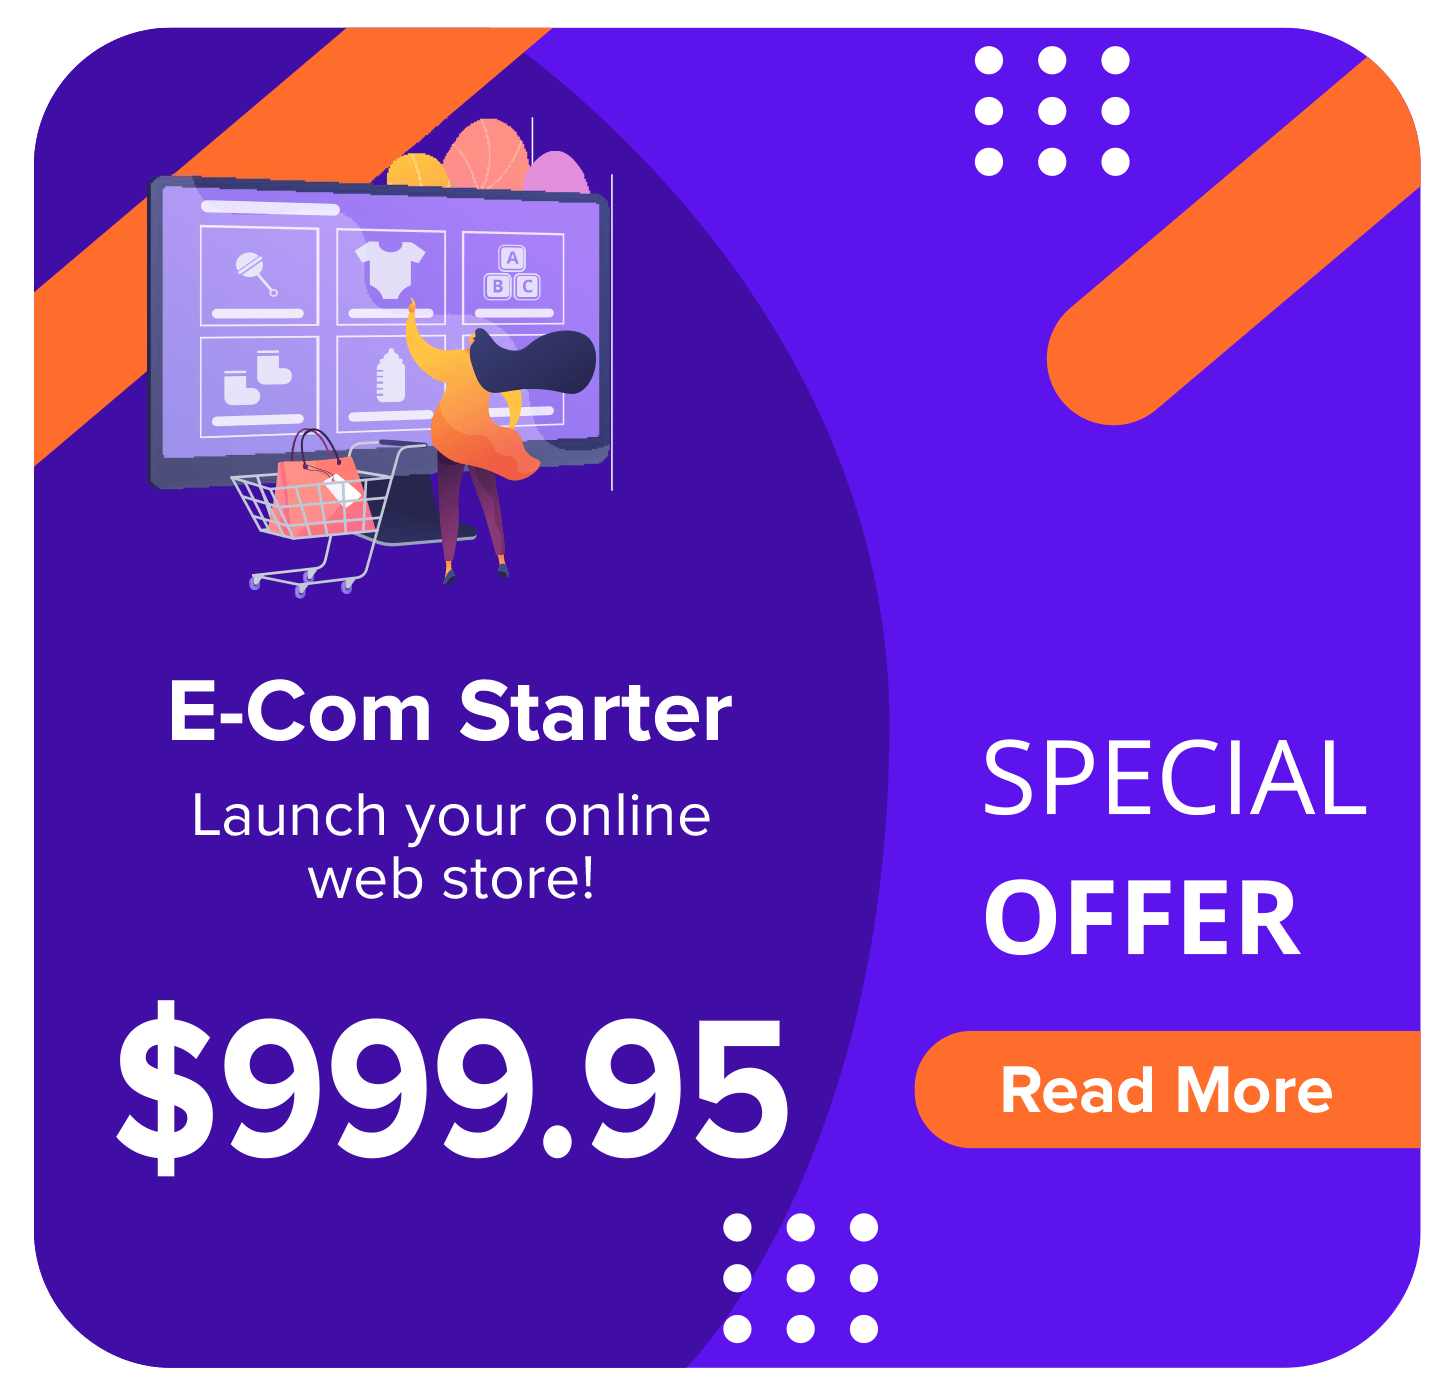 A
B C
E-Com Starter
Launch your online
web store!
$999.95
SPECIAL
OFFER
Read More